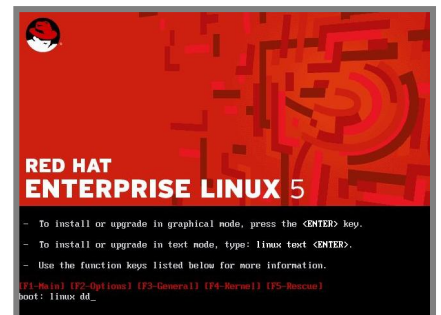 RED HAT
ENTERPRISE LINUX 5
- To install or upgrade in graphical mode, press the <ENTER> key.
- To install or upgrade in text mode, type: linux text <ENTER>.
- Use the function keys listed below for more information.
[F1-Main] [F2-Options] [F3-General] [F4-Kernel] [F5-Rescue]
boot: linux dd_